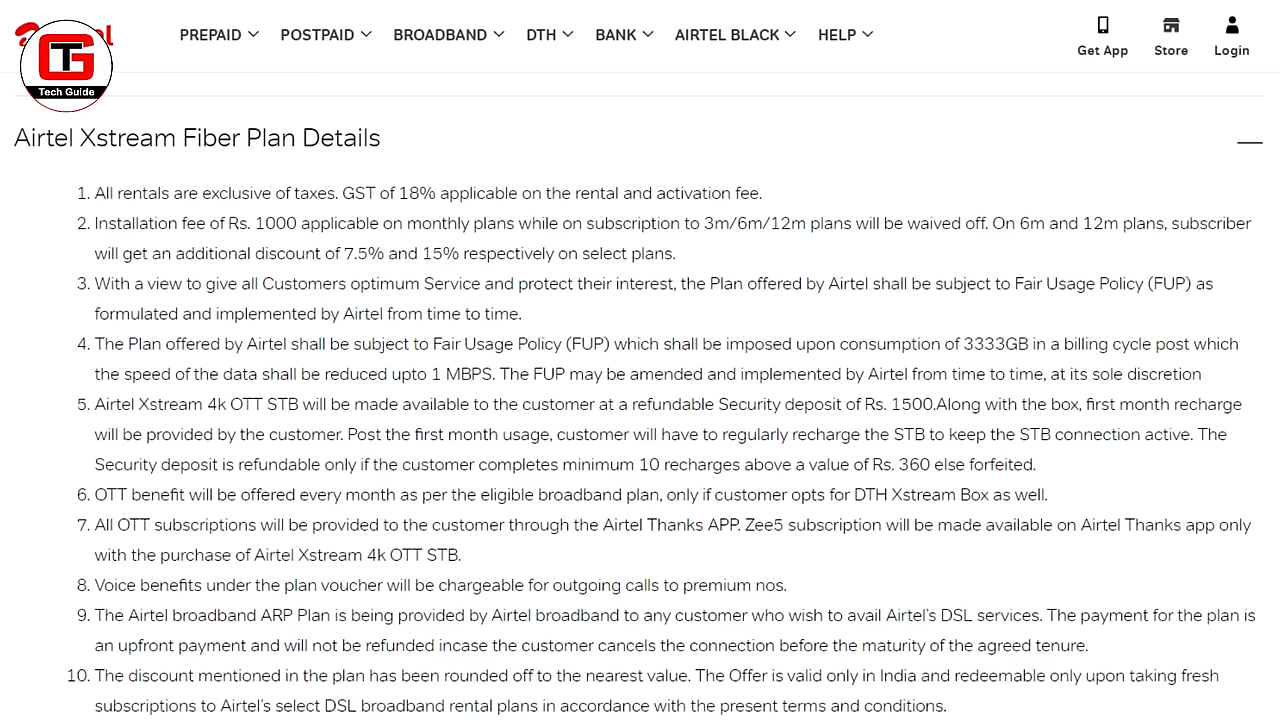 PREPAID POSTPAID BROADBAND DTH BANK AIRTEL BLACK HELP
Get App Store Login
TG
Tech Guide
Airtel Xstream Fiber Plan Details
1. All rentals are exclusive of taxes. GST of 18% applicable on the rental and activation fee.
2. Installation fee of Rs. 1000 applicable on monthly plans while on subscription to 3m/6m/12m plans will be waived off. On 6m and 12m plans, subscriber
will get an additional discount of 7.5% and 15% respectively on select plans.
3. With a view to give all Customers optimum Service and protect their interest, the Plan offered by Airtel shall be subject to Fair Usage Policy (FUP) as
formulated and implemented by Airtel from time to time.
4. The Plan offered by Airtel shall be subject to Fair Usage Policy (FUP) which shall be imposed upon consumption of 3333GB in a billing cycle post which
the speed of the data shall be reduced upto 1 MBPS. The FUP may be amended and implemented by Airtel from time to time, at its sole discretion
5. Airtel Xstream 4k OTT STB will be made available to the customer at a refundable Security deposit of Rs. 1500.Along with the box, first month recharge
will be provided by the customer. Post the first month usage, customer will have to regularly recharge the STB to keep the STB connection active. The
Security deposit is refundable only if the customer completes minimum 10 recharges above a value of Rs. 360 else forfeited.
6. OTT benefit will be offered every month as per the eligible broadband plan, only if customer opts for DTH Xstream Box as well.
7. All OTT subscriptions will be provided to the customer through the Airtel Thanks APP. Zee5 subscription will be made available on Airtel Thanks app only
with the purchase of Airtel Xstream 4k OTT STB.
8. Voice benefits under the plan voucher will be chargeable for outgoing calls to premium nos.
9. The Airtel broadband ARP Plan is being provided by Airtel broadband to any customer who wish to avail Airtel's DSL services. The payment for the plan is
an upfront payment and will not be refunded incase the customer cancels the connection before the maturity of the agreed tenure.
10. The discount mentioned in the plan has been rounded off to the nearest value. The Offer is valid only in India and redeemable only upon taking fresh
subscriptions to Airtel's select DSL broadband rental plans in accordance with the present terms and conditions.